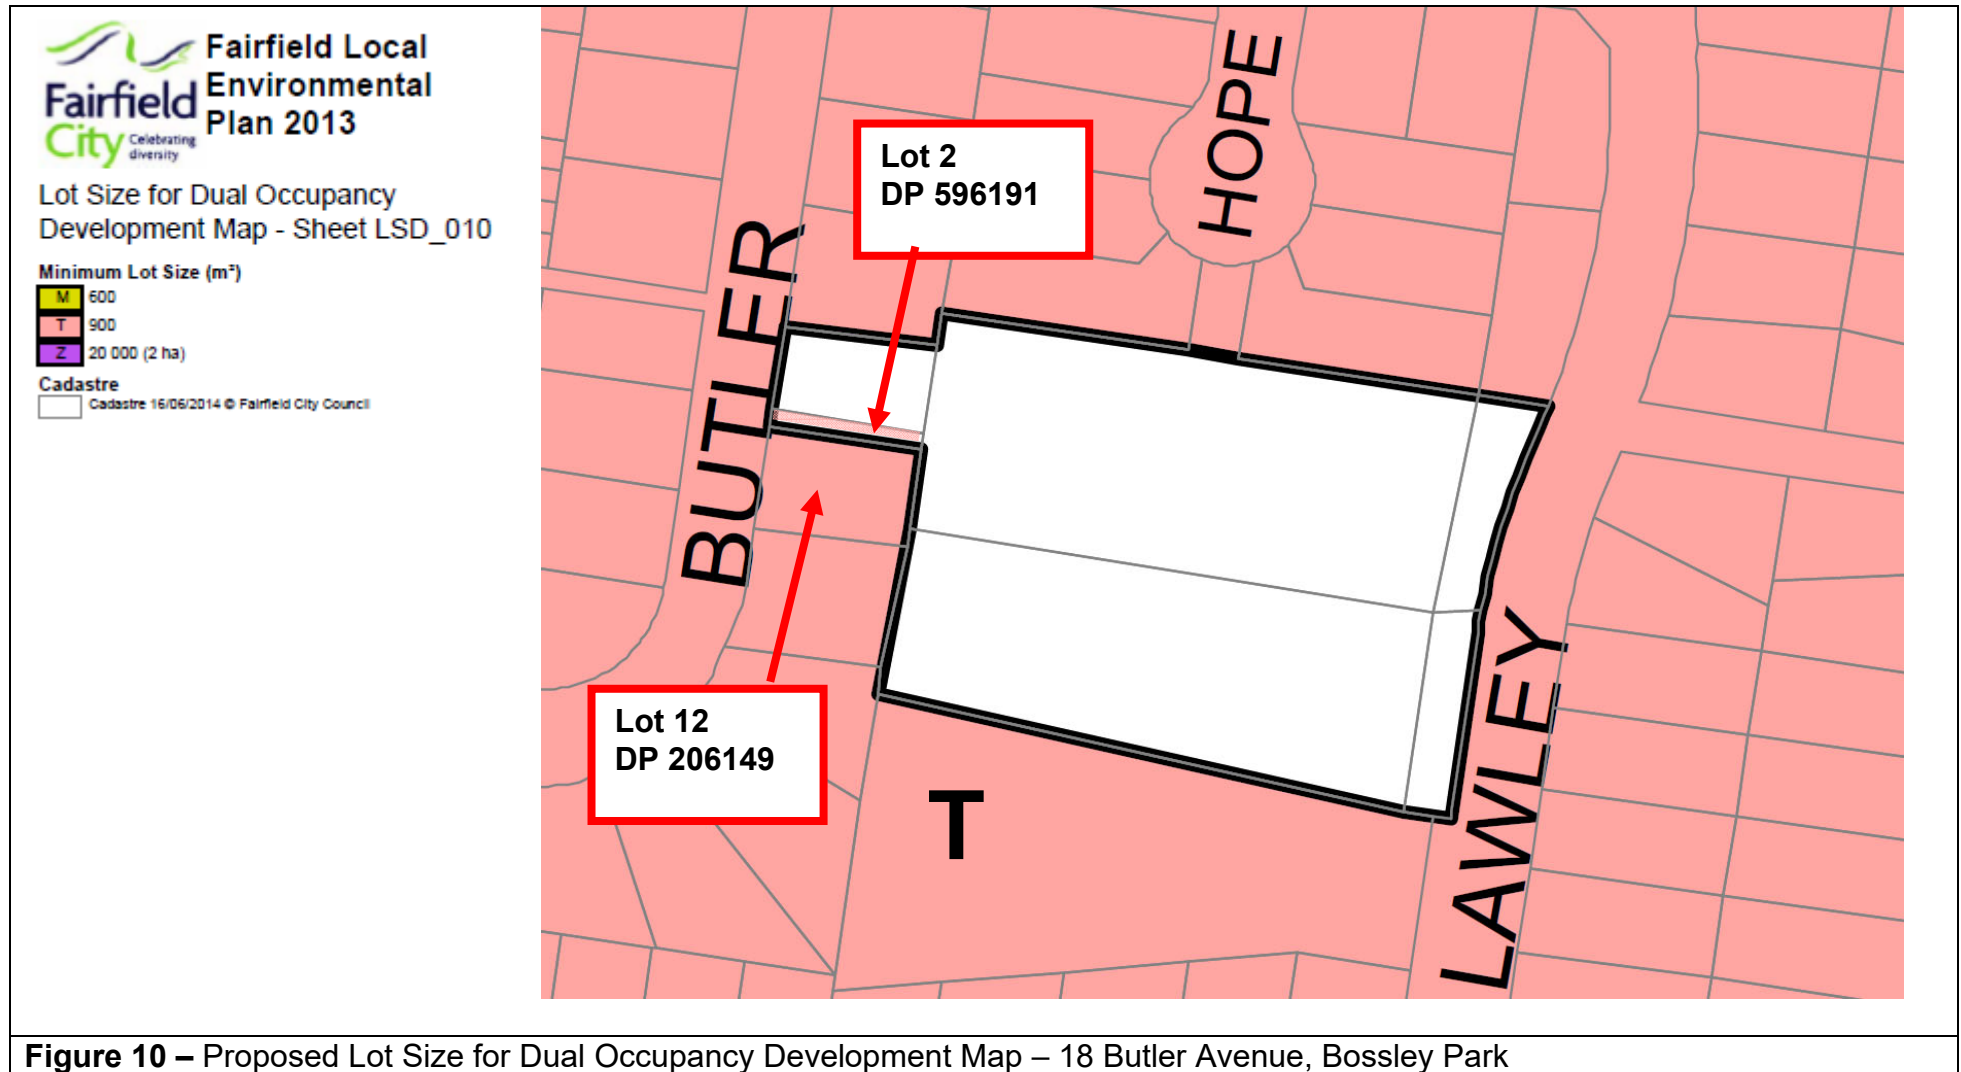 Fairfield
City Celebrating
diversity
Fairfield Local
Environmental
Plan 2013
Lot Size for Dual Occupancy
Development Map - Sheet LSD_010
Minimum Lot Size (m²)
M 600
T 900
Z 20 000 (2 ha)
Cadastre
Cadastre 16/06/2014 © Fairfield City Council
HOPE
Lot 2
DP 596191
BUTLER
Lot 12
DP 206149
T
LAWLEY
Figure 10 – Proposed Lot Size for Dual Occupancy Development Map – 18 Butler Avenue, Bossley Park